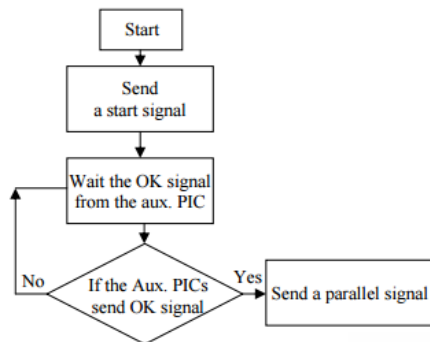 Start
Send
a start signal
Wait the OK signal
from the aux. PIC
No
If the Aux. PICs
send OK signal
Yes
Send a parallel signal